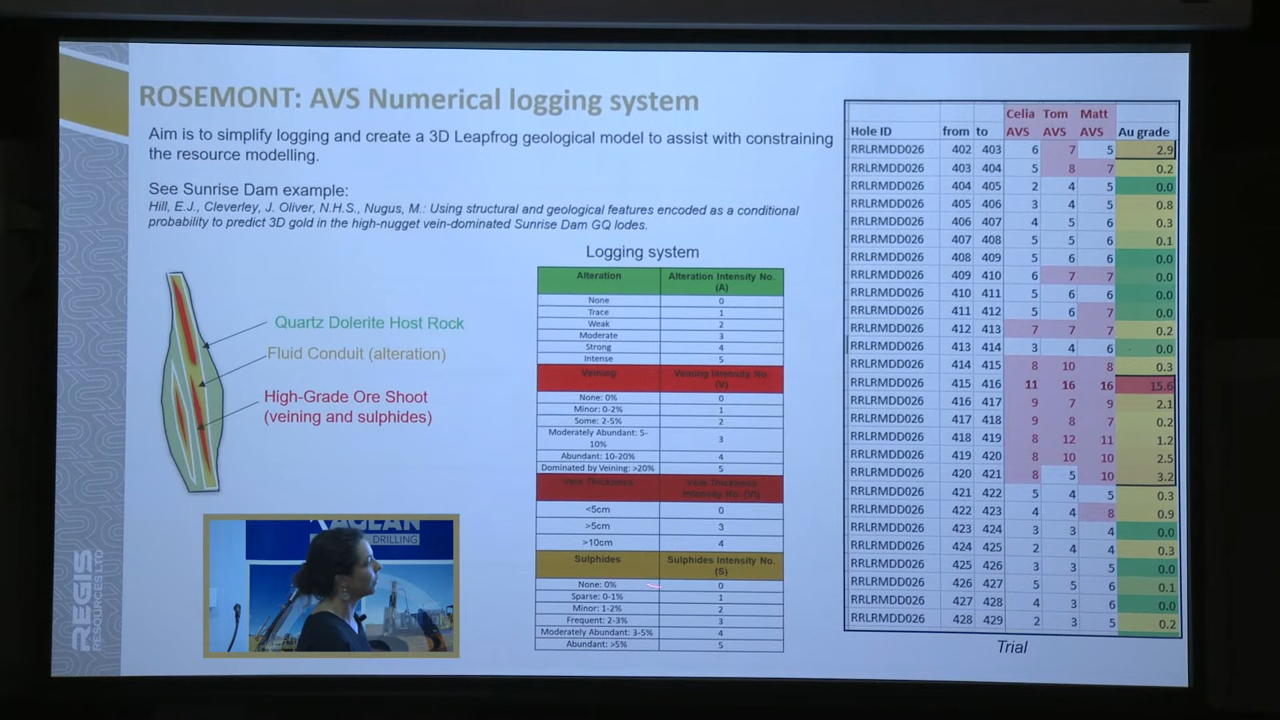 ROSEMONT: AVS Numerical logging system
Aim is to simplify logging and create a 3D Leapfrog geological model to assist with constraining
the resource modelling.
See Sunrise Dam example:
Hill, E.J., Cleverley, J. Oliver, N.H.S., Nugus, M.: Using structural and geological features encoded as a conditional
probability to predict 3D gold in the high-nugget vein-dominated Sunrise Dam GQ lodes.
Quartz Dolerite Host Rock
Fluid Conduit (alteration)
High-Grade Ore Shoot
(veining and sulphides)
DRILLING
REGIS
RESOURCES LTD
Logging system
Alteration Alteration Intensity No.
(A)
None 0
Trace 1
Weak 2
Moderate 3
Strong 4
Intense 5
Veining Veining Intensity No.
(V)
None: 0% 0
Minor: 0-2% 1
Some: 2-5% 2
Moderately Abundant: 5-
10% 3
Abundant: 10-20% 4
Dominated by Veining: >20% 5
Vein Thickness Vein Thickness
Intensity No. (Vt)
<5cm 0
>5cm 3
>10cm 4
Sulphides Sulphides Intensity No.
(S)
None: 0% 0
Sparse: 0-1% 1
Minor: 1-2% 2
Frequent: 2-3% 3
Moderately Abundant: 3-5% 4
Abundant: >5% 5
Celia Tom Matt
Hole ID from to AVS AVS AVS Au grade
RRLRMDD026 402 403 6 7 5 2.9
RRLRMDD026 403 404 5 8 7 0.2
RRLRMDD026 404 405 2 4 5 0.0
RRLRMDD026 405 406 3 4 5 0.8
RRLRMDD026 406 407 4 5 6 0.3
RRLRMDD026 407 408 5 5 6 0.1
RRLRMDD026 408 409 5 6 6 0.0
RRLRMDD026 409 410 6 7 7 0.0
RRLRMDD026 410 411 5 6 6 0.0
RRLRMDD026 411 412 5 6 7 0.0
RRLRMDD026 412 413 7 7 7 0.2
RRLRMDD026 413 414 3 4 6 0.0
RRLRMDD026 414 415 8 10 8 0.3
RRLRMDD026 415 416 11 16 16 15.6
RRLRMDD026 416 417 9 7 9 2.1
RRLRMDD026 417 418 9 8 7 0.2
RRLRMDD026 418 419 8 12 11 1.2
RRLRMDD026 419 420 8 10 10 2.5
RRLRMDD026 420 421 8 5 10 3.2
RRLRMDD026 421 422 5 4 5 0.3
RRLRMDD026 422 423 4 4 8 0.9
RRLRMDD026 423 424 3 3 4 0.0
RRLRMDD026 424 425 2 4 4 0.3
RRLRMDD026 425 426 3 3 5 0.0
RRLRMDD026 426 427 5 5 6 0.1
RRLRMDD026 427 428 4 3 6 0.0
RRLRMDD026 428 429 2 3 5 0.2
Trial